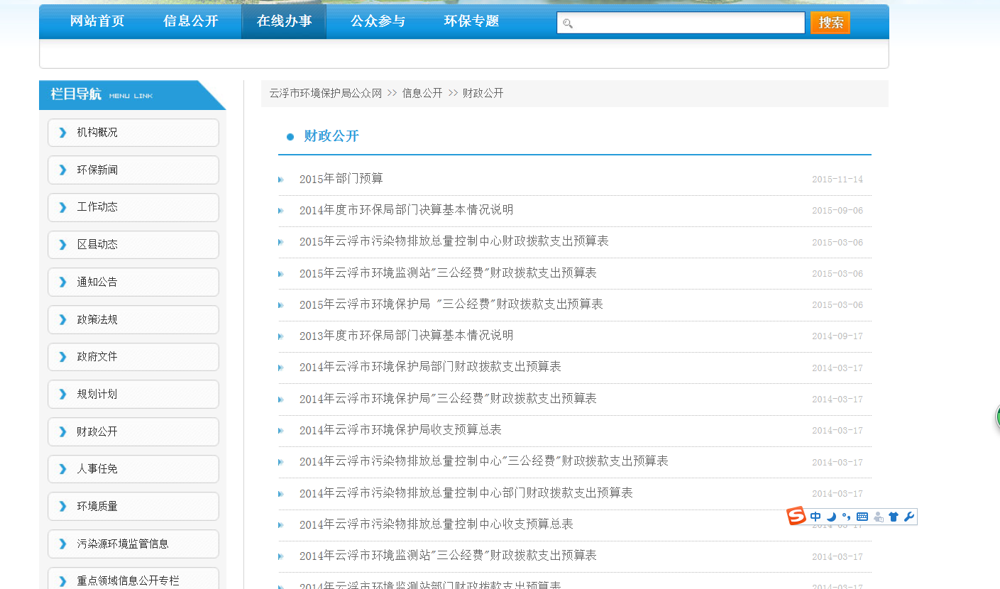 网站首页 信息公开 在线办事 公众参与 环保专题 搜索
栏目导航 MENU LINK
机构概况
环保新闻
工作动态
区县动态
通知公告
政策法规
政府文件
规划计划
财政公开
人事任免
环境质量
污染源环境监管信息
重点领域信息公开专栏
云浮市环境保护局公众网 >> 信息公开 >> 财政公开
财政公开
2015年部门预算 2015-11-14
2014年度市环保局部门决算基本情况说明 2015-09-06
2015年云浮市污染物排放总量控制中心财政拨款支出预算表 2015-03-06
2015年云浮市环境监测站"三公经费"财政拨款支出预算表 2015-03-06
2015年云浮市环境保护局 "三公经费"财政拨款支出预算表 2015-03-06
2013年度市环保局部门决算基本情况说明 2014-09-17
2014年云浮市环境保护局部门财政拨款支出预算表 2014-03-17
2014年云浮市环境保护局"三公经费"财政拨款支出预算表 2014-03-17
2014年云浮市环境保护局收支预算总表 2014-03-17
2014年云浮市污染物排放总量控制中心"三公经费"财政拨款支出预算表 2014-03-17
2014年云浮市污染物排放总量控制中心部门财政拨款支出预算表 2014-03-17
2014年云浮市污染物排放总量控制中心收支预算总表 2014-03-17
S 中
2014年云浮市环境监测站"三公经费"财政拨款支出预算表 2014-03-17
2014年云浮市环境监测站部门财政拨款支出预算表 2014-03-17